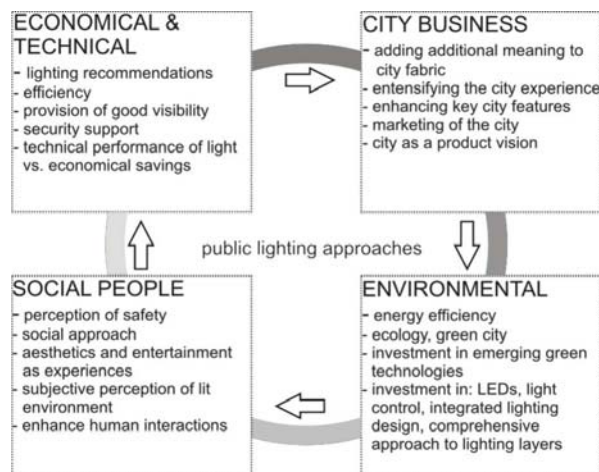 ECONOMICAL &
TECHNICAL
- lighting recommendations
- efficiency
- provision of good visibility
- security support
- technical performance of light
vs. economical savings
CITY BUSINESS
- adding additional meaning to
city fabric
- entensifying the city experience
- enhancing key city features
- marketing of the city
- city as a product vision
public lighting approaches
SOCIAL PEOPLE
- perception of safety
- social approach
- aesthetics and entertainment
as experiences
- subjective perception of lit
environment
- enhance human interactions
ENVIRONMENTAL
- energy efficiency
- ecology, green city
- investment in emerging green
technologies
- investment in: LEDs, light
control, integrated lighting
design, comprehensive
approach to lighting layers